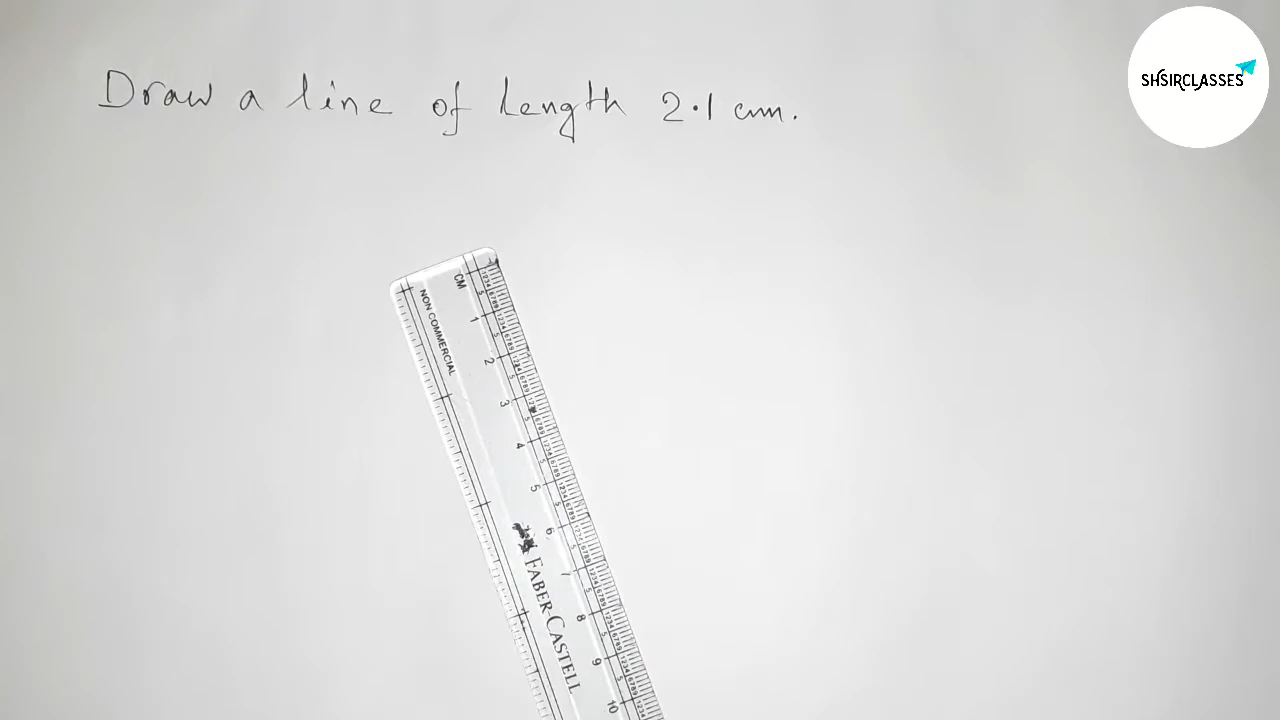 Draw a line of length 2.1 cm.
SHSIRCLASSES
CM
NON COMMERCIAL
1
2
3
4
5
6
7
8
9
10
FABER-CASTELL